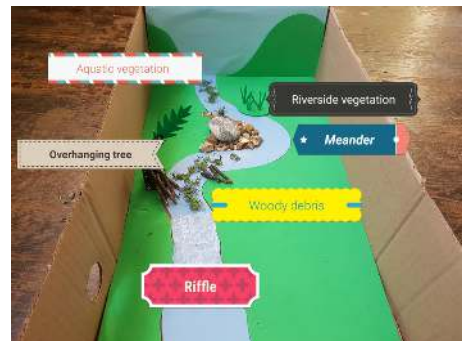 Aquatic vegetation
Riverside vegetation
Meander
Overhanging tree
Woody debris
Riffle